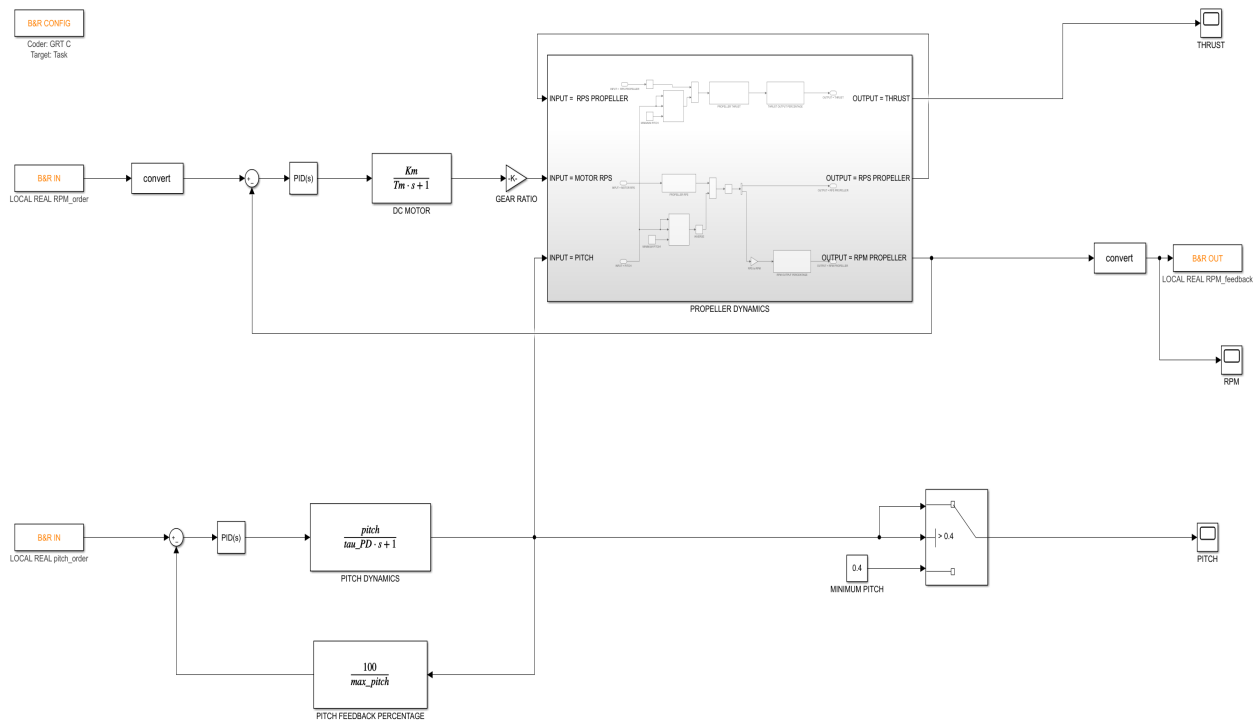 B&R CONFIG
Coder: GRT C
Target: Task
THRUST
INPUT = RPS PROPELLER
OUTPUT = THRUST
B&R IN
LOCAL REAL RPM_order
convert
+
-
PID(s)
Km
Tm · s + 1
DC MOTOR
-K-
GEAR RATIO
INPUT = MOTOR RPS
OUTPUT = RPS PROPELLER
INPUT = PITCH
OUTPUT = RPM PROPELLER
PROPELLER DYNAMICS
convert
B&R OUT
LOCAL REAL RPM_feedback
RPM
B&R IN
LOCAL REAL pitch_order
+
-
PID(s)
pitch
tau_PD · s + 1
PITCH DYNAMICS
> 0.4
0.4
MINIMUM PITCH
PITCH
100
max_pitch
PITCH FEEDBACK PERCENTAGE